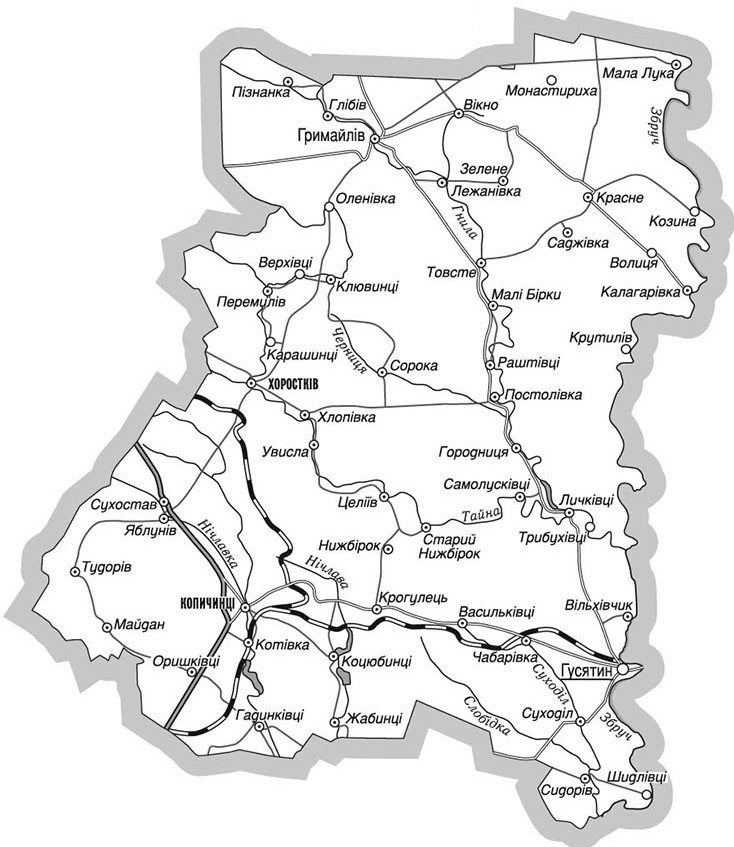 Мала Лука
Пізнанка
Монастириха
Глібів
Вікно
Збруч
Гримайлів
Зелене
Лежанівка
Оленівка
Красне
Гнила
Козина
Саджівка
Волиця
Верхівці
Товсте
Клювинці
Перемилів
Малі Бірки
Калагарівка
Черниця
Крутилів
Карашинці
Сорока
Раштівці
ХОРОСТКІВ
Постолівка
Хлопівка
Увисла
Городниця
Самолусківці
Целіїв
Сухостав
Личківці
Яблунів
Тайна
Нічлавка
Старий
Нижбірок
Трибухівці
Нижбірок
Нічлава
Тудорів
КОПИЧИНЦІ
Крогулець
Васильківці
Вільхівчик
Майдан
Котівка
Коцюбинці
Чабарівка
Оришківці
Гусятин
Суходіл
Слобідка
Гадинківці
Жабинці
Суходіл
Збруч
Сидорів
Шидлівці